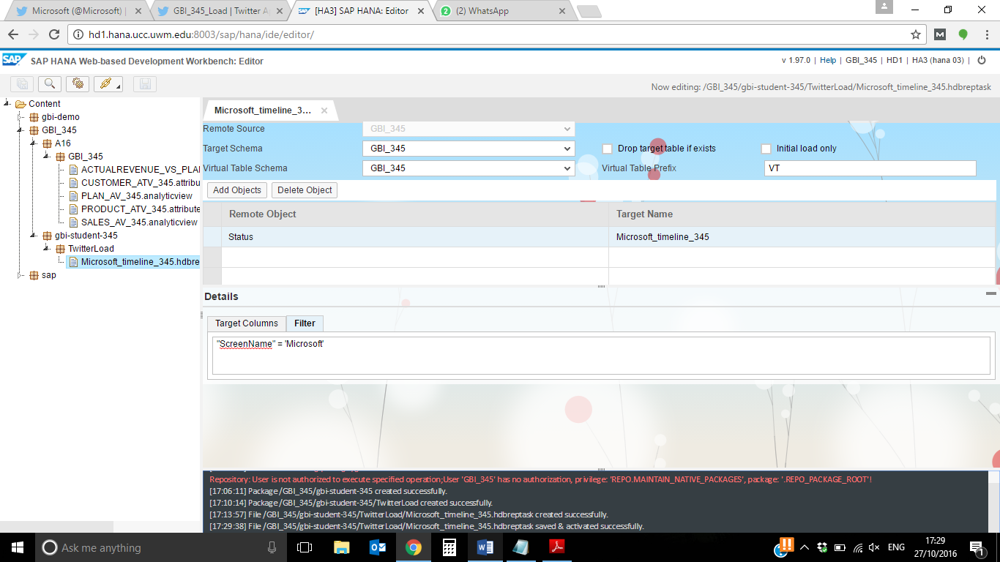 Microsoft (@Microsoft) |
GBI_345_Load | Twitter A
[HA3] SAP HANA: Editor
(2) WhatsApp
hd1.hana.ucc.uwm.edu:8003/sap/hana/ide/editor/
SAP HANA Web-based Development Workbench: Editor
v 1.97.0 | Help | GBI_345 | HD1 | HA3 (hana 03) |
Now editing: /GBI_345/gbi-student-345/TwitterLoad/Microsoft_timeline_345.hdbreptask
Content
gbi-demo
GBI_345
A16
GBI_345
ACTUALREVENUE_VS_PLAN
CUSTOMER_ATV_345.attribu
PLAN_AV_345.analyticview
PRODUCT_ATV_345.attribute
SALES_AV_345.analyticview
gbi-student-345
TwitterLoad
Microsoft_timeline_345.hdbre
sap
Microsoft_timeline_3...
Remote Source GBI_345
Target Schema GBI_345 Drop target table if exists Initial load only
Virtual Table Schema GBI_345 Virtual Table Prefix VT
Add Objects Delete Object
Remote Object Target Name
Status Microsoft_timeline_345
Details
Target Columns Filter
"ScreenName" = 'Microsoft'
Repository: User is not authorized to execute specified operation;User 'GBI_345' has no authorization, privilege: 'REPO.MAINTAIN_NATIVE_PACKAGES', package: '.REPO_PACKAGE_ROOT'!
[17:06:11] Package /GBI_345/gbi-student-345 created successfully.
[17:10:14] Package /GBI_345/gbi-student-345/TwitterLoad created successfully.
[17:13:57] File /GBI_345/gbi-student-345/TwitterLoad/Microsoft_timeline_345.hdbreptask created successfully.
[17:29:38] File /GBI_345/gbi-student-345/TwitterLoad/Microsoft_timeline_345.hdbreptask saved & activated successfully.
Ask me anything
ENG
17:29
27/10/2016